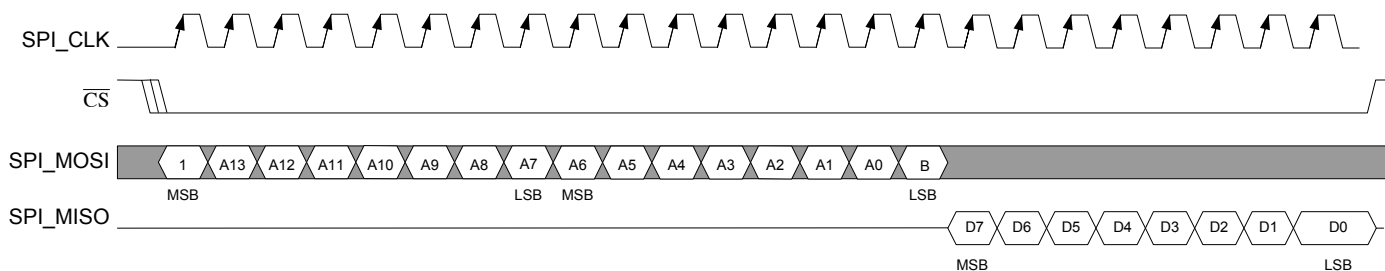 SPI_CLK
CS
SPI_MOSI 1 A13 A12 A11 A10 A9 A8 A7 A6 A5 A4 A3 A2 A1 A0 B
MSB LSB MSB LSB
SPI_MISO D7 D6 D5 D4 D3 D2 D1 D0
MSB LSB